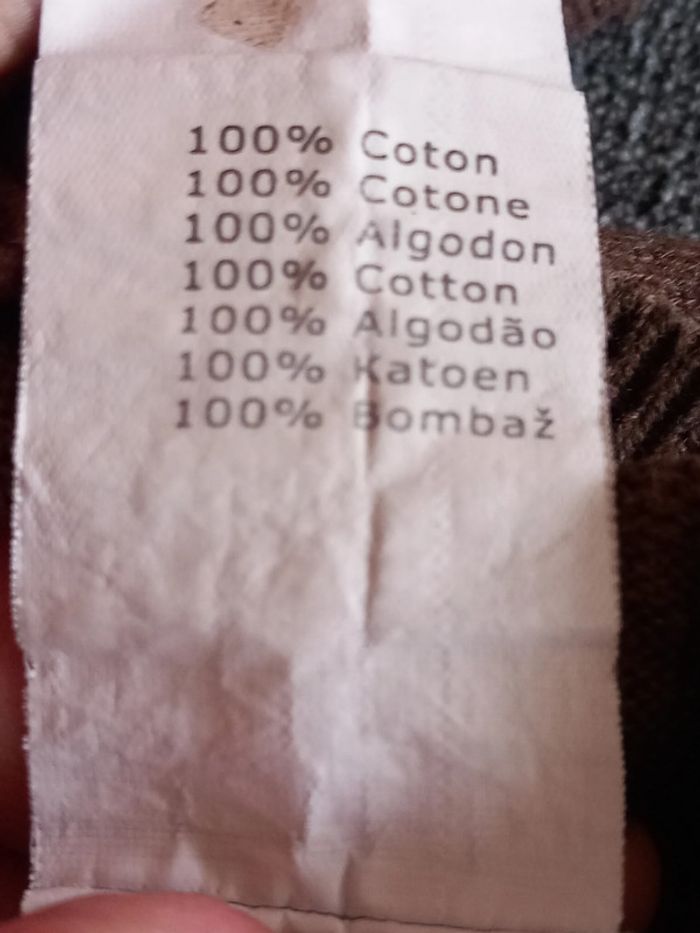 100% Coton
100% Cotone
100% Algodon
100% Cotton
100% Algodão
100% Katoen
100% Bombaž